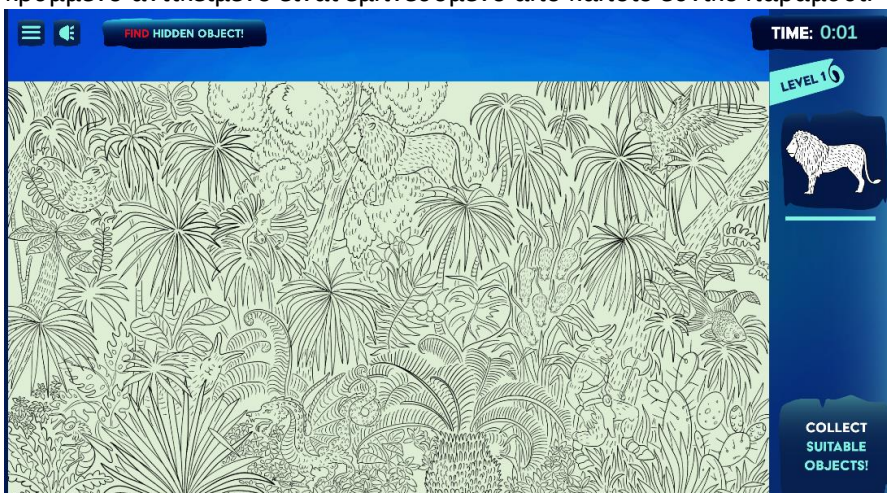 FIND HIDDEN OBJECT!
TIME: 0:01
LEVEL 1
COLLECT
SUITABLE
OBJECTS!